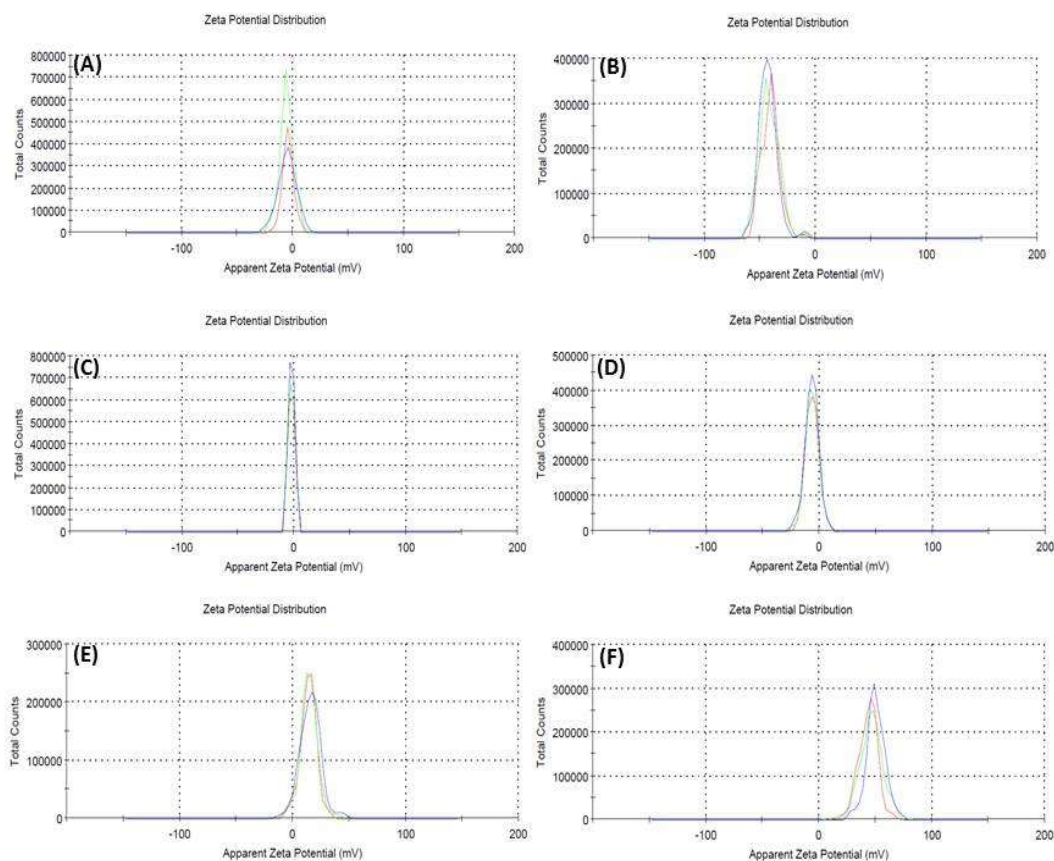 Zeta Potential Distribution
(A)
Total Counts
800000
700000
600000
500000
400000
300000
200000
100000
0
-100 0 100 200
Apparent Zeta Potential (mV)
Zeta Potential Distribution
(B)
Total Counts
400000
300000
200000
100000
0
-100 0 100 200
Apparent Zeta Potential (mV)
Zeta Potential Distribution
(C)
Total Counts
800000
700000
600000
500000
400000
300000
200000
100000
0
-100 0 100 200
Apparent Zeta Potential (mV)
Zeta Potential Distribution
(D)
Total Counts
500000
400000
300000
200000
100000
0
-100 0 100 200
Apparent Zeta Potential (mV)
Zeta Potential Distribution
(E)
Total Counts
300000
200000
100000
0
-100 0 100 200
Apparent Zeta Potential (mV)
Zeta Potential Distribution
(F)
Total Counts
400000
300000
200000
100000
0
-100 0 100 200
Apparent Zeta Potential (mV)